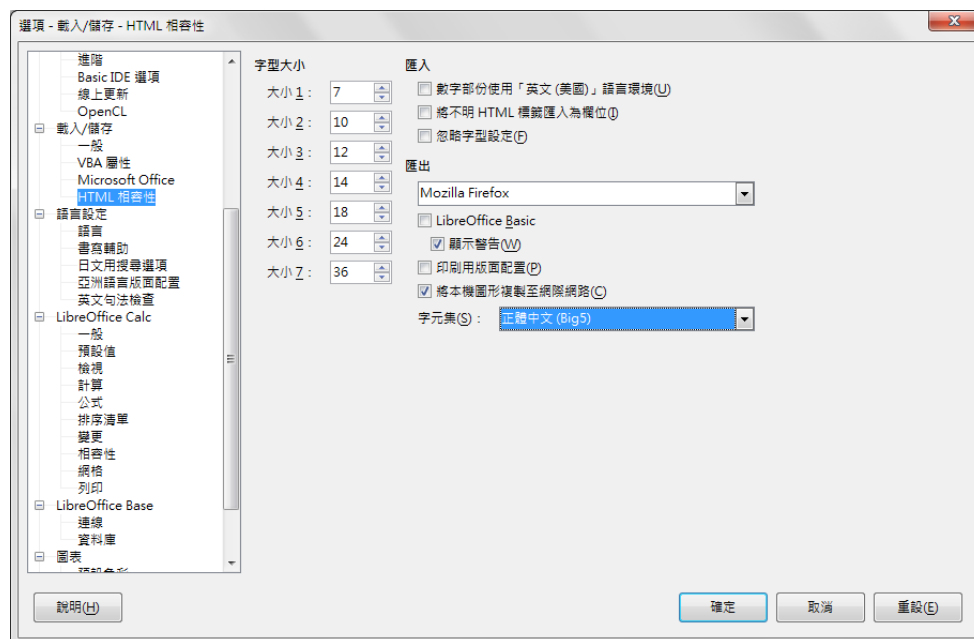 選項 - 載入/儲存 - HTML 相容性
進階
Basic IDE 選項
線上更新
OpenCL
載入/儲存
一般
VBA 屬性
Microsoft Office
HTML 相容性
語言設定
語言
書寫輔助
日文用搜尋選項
亞洲語言版面配置
英文句法檢查
LibreOffice Calc
一般
預設值
檢視
計算
公式
排序清單
變更
相容性
網格
列印
LibreOffice Base
連線
資料庫
圖表
預設色彩
字型大小
大小 1： 7
大小 2： 10
大小 3： 12
大小 4： 14
大小 5： 18
大小 6： 24
大小 7： 36
匯入
數字部份使用「英文 (美國)」語言環境(U)
將不明 HTML 標籤匯入為欄位(I)
忽略字型設定(F)
匯出
Mozilla Firefox
LibreOffice Basic
顯示警告(W)
印刷用版面配置(P)
將本機圖形複製至網際網路(C)
字元集(S)： 正體中文 (Big5)
說明(H)
確定
取消
重設(E)